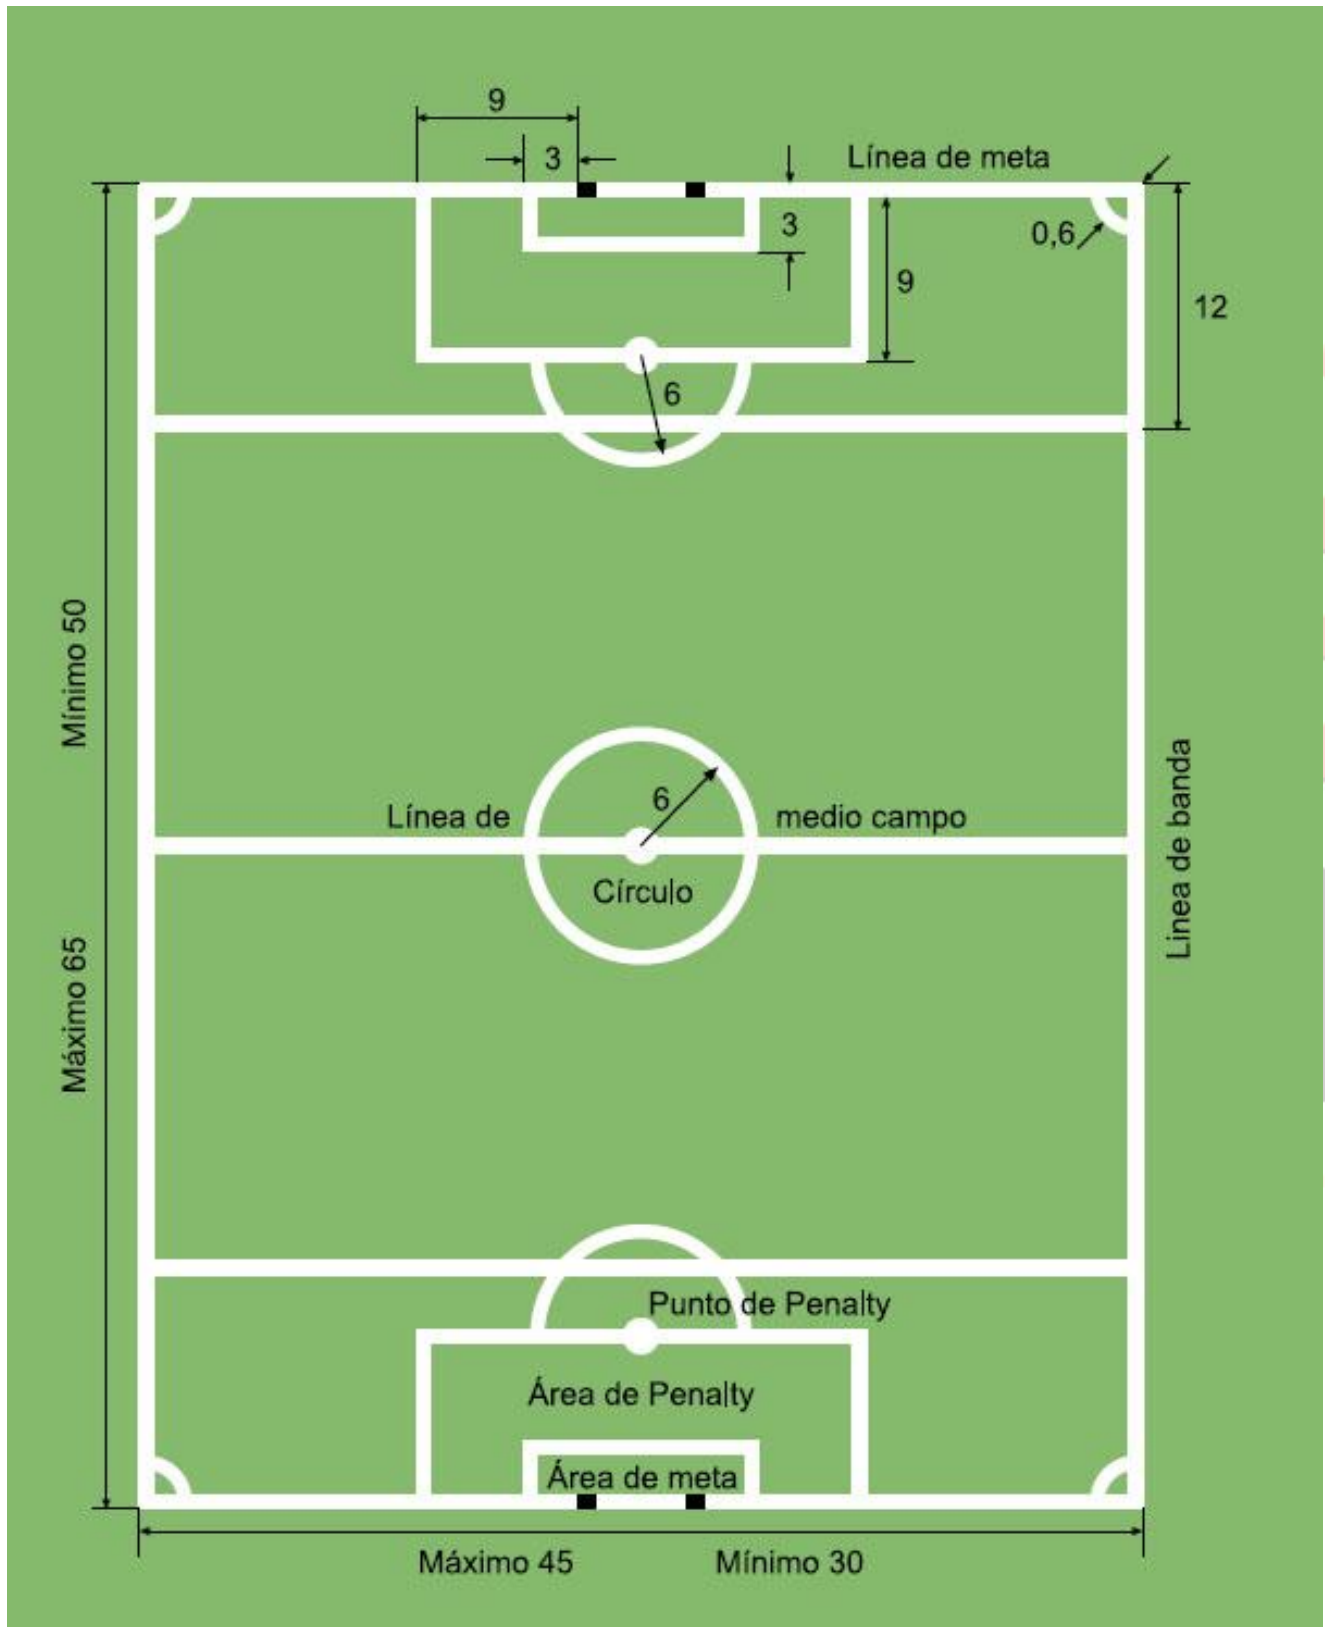 9
3
Línea de meta
3
0,6
9
12
6
Mínimo 50
6
Línea de
medio campo
Linea de banda
Círculo
Máximo 65
Punto de Penalty
Área de Penalty
Área de meta
Máximo 45
Mínimo 30